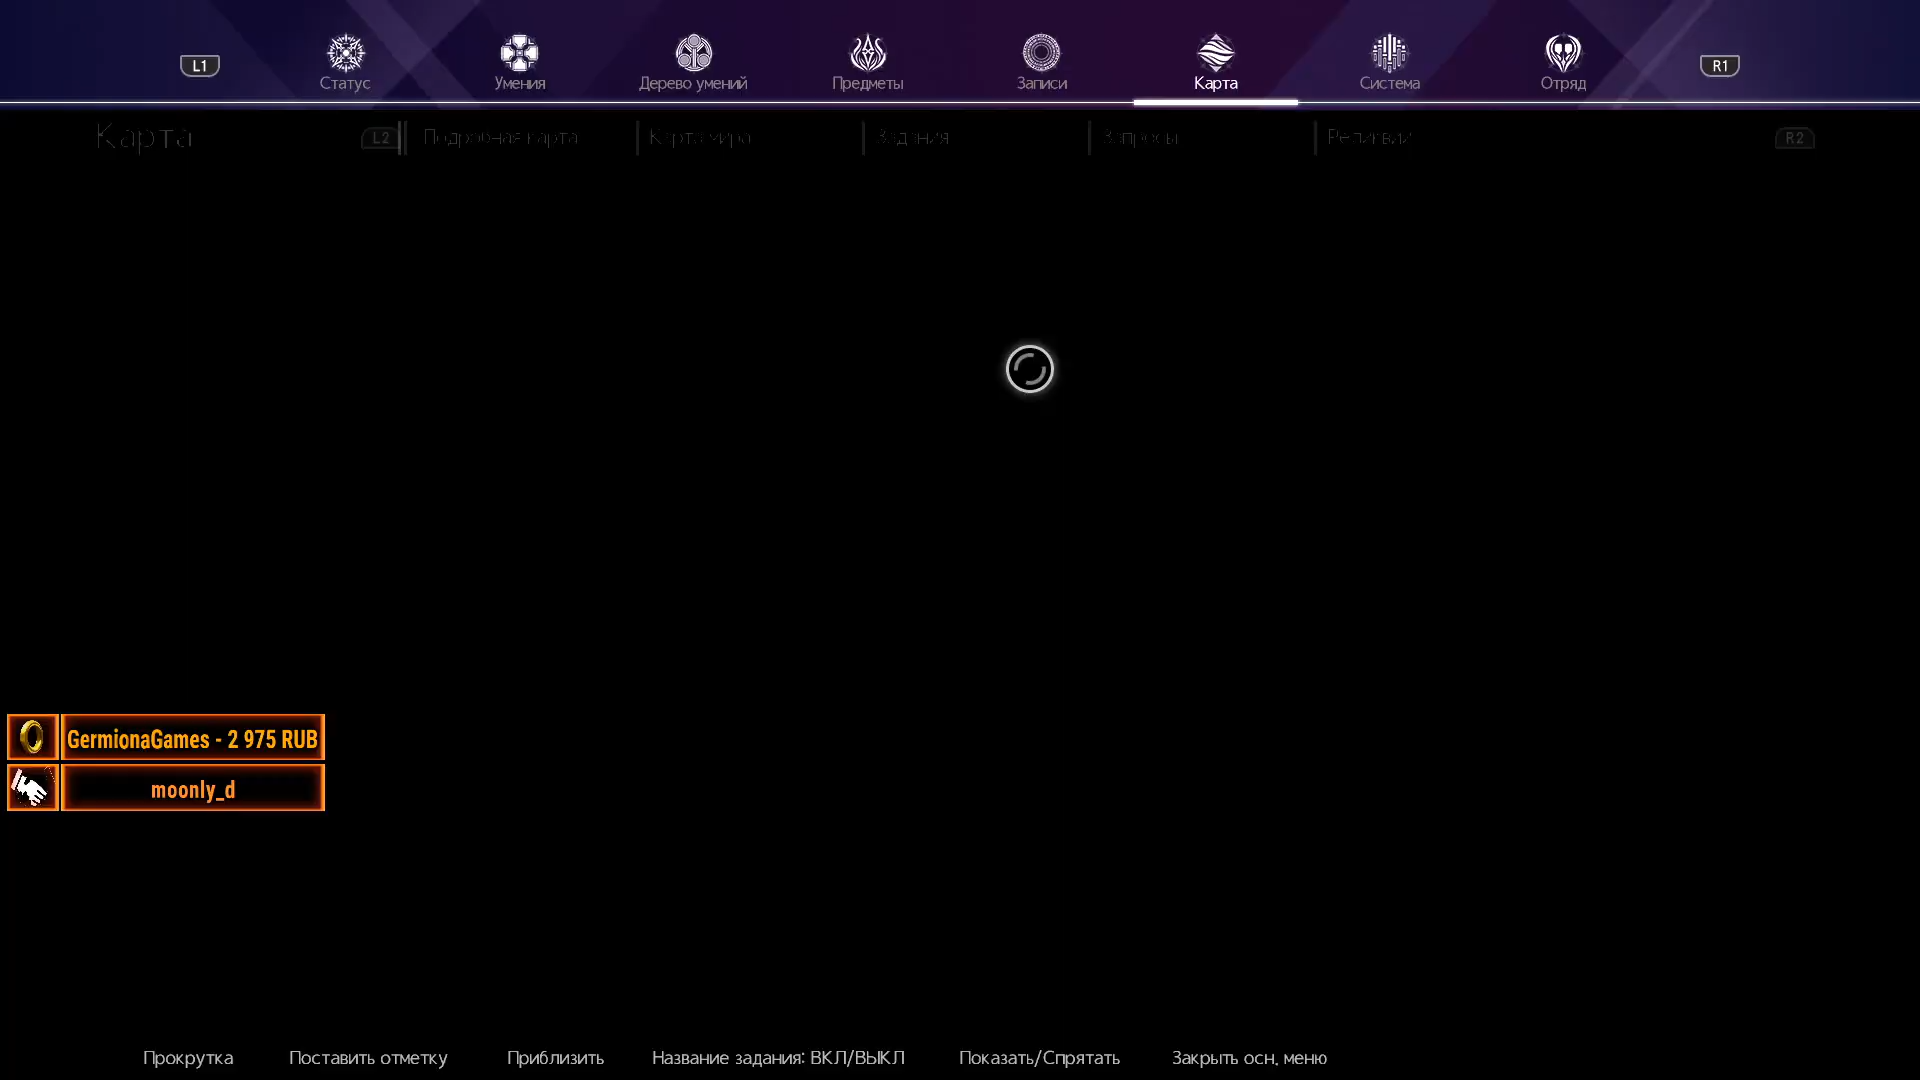 L1
Статус
Умения
Дерево умений
Предметы
Записи
Карта
Система
Отряд
R1
Карта
L2
Подробная карта
Карта мира
Задания
Запросы
Реликвии
R2
GermionaGames - 2 975 RUB
moonly_d
Прокрутка
Поставить отметку
Приблизить
Название задания: ВКЛ/ВЫКЛ
Показать/Спрятать
Закрыть осн. меню